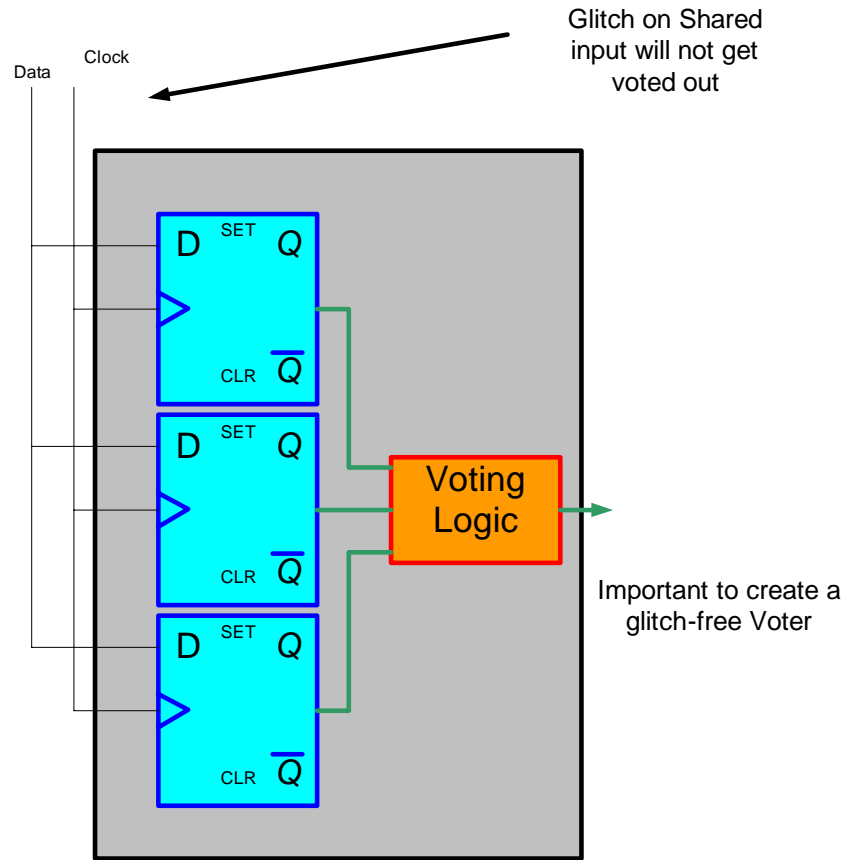 Glitch on Shared
input will not get
voted out
Clock
Data
D SET Q
CLR Q
D SET Q
CLR Q
D SET Q
CLR Q
Voting
Logic
Important to create a
glitch-free Voter